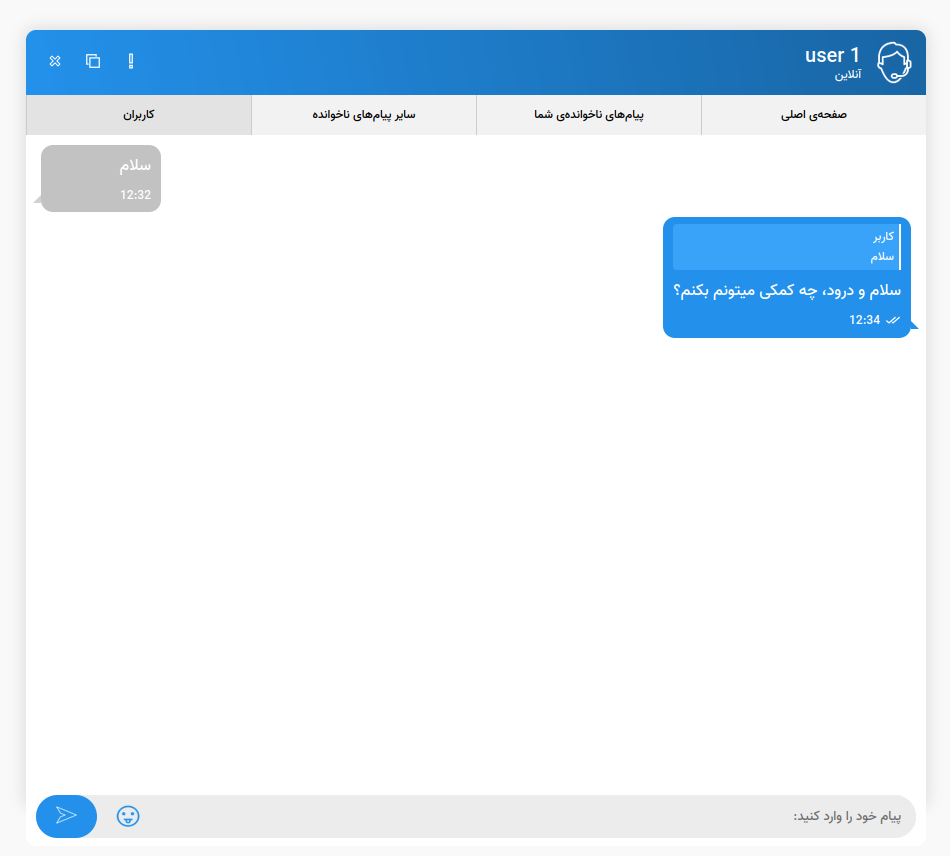 user 1
آنلاین
صفحه‌ی اصلی
پیام‌های ناخوانده‌ی شما
سایر پیام‌های ناخوانده
کاربران
سلام
12:32
کاربر
سلام
سلام و درود، چه کمکی میتونم بکنم؟
12:34
پیام خود را وارد کنید: